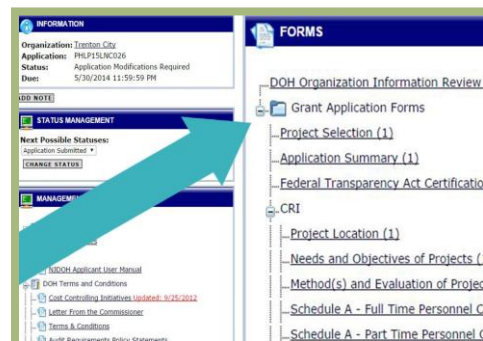 INFORMATION
Organization: Trenton City
Application: PHLP15LNC026
Status: Application Modifications Required
Due: 5/30/2014 11:59:59 PM
ADD NOTE
STATUS MANAGEMENT
Next Possible Statuses:
Application Submitted
CHANGE STATUS
NJDOH Applicant User Manual
DOH Terms and Conditions
Cost Controlling Initiatives Updated: 9/25/2012
Letter From the Commissioner
Terms & Conditions
Audit Requirements Policy Statements
FORMS
DOH Organization Information Review
Grant Application Forms
Project Selection (1)
Application Summary (1)
Federal Transparency Act Certificatio
CRI
Project Location (1)
Needs and Objectives of Projects (
Method(s) and Evaluation of Projec
Schedule A - Full Time Personnel C
Schedule A - Part Time Personnel C